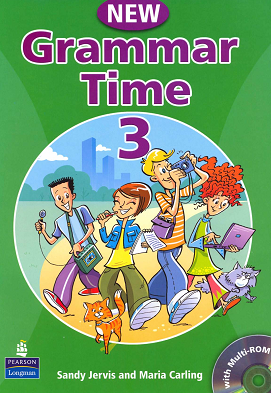 NEW
Grammar
Time
3
PEARSON
Longman
Sandy Jervis and Maria Carling
with Multi-ROM